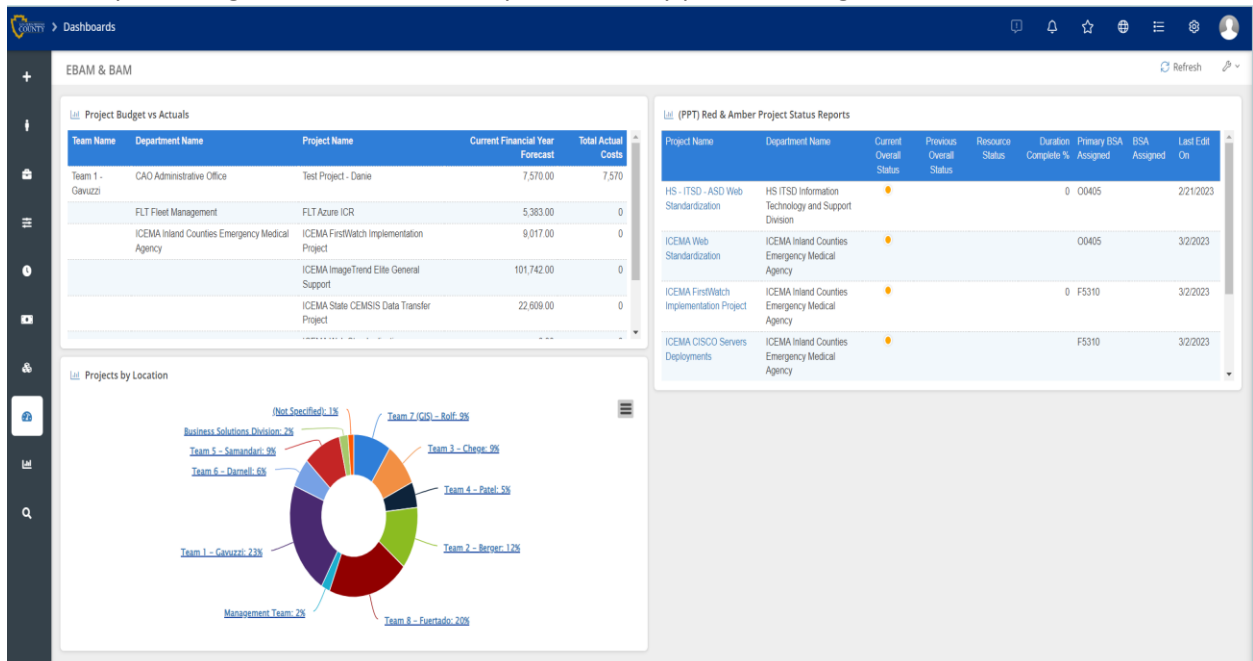 COUNTY > Dashboards
EBAM & BAM
Refresh
Project Budget vs Actuals
Team Name Department Name Project Name Current Financial Year Forecast Total Actual Costs
Team 1 - Gavuzzi CAO Administrative Office Test Project - Danie 7,570.00 7,570
FLT Fleet Management FLT Azure ICR 5,383.00 0
ICEMA Inland Counties Emergency Medical Agency ICEMA FirstWatch Implementation Project 9,017.00 0
ICEMA ImageTrend Elite General Support 101,742.00 0
ICEMA State CEMSIS Data Transfer Project 22,609.00 0
(PPT) Red & Amber Project Status Reports
Project Name Department Name Current Overall Status Previous Overall Status Resource Status Duration Complete % Primary BSA Assigned BSA Assigned Last Edit On
HS - ITSD - ASD Web Standardization HS ITSD Information Technology and Support Division 0 O0405 2/21/2023
ICEMA Web Standardization ICEMA Inland Counties Emergency Medical Agency O0405 3/2/2023
ICEMA FirstWatch Implementation Project ICEMA Inland Counties Emergency Medical Agency 0 F5310 3/2/2023
ICEMA CISCO Servers Deployments ICEMA Inland Counties Emergency Medical Agency F5310 3/2/2023
Projects by Location
(Not Specified): 1%
Team 7 (GIS) - Rolf: 9%
Business Solutions Division: 2%
Team 5 - Samandari: 9%
Team 3 - Chege: 9%
Team 6 - Darnell: 6%
Team 4 - Patel: 5%
Team 1 - Gavuzzi: 23%
Team 2 - Berger: 12%
Management Team: 2%
Team 8 - Fuertado: 20%